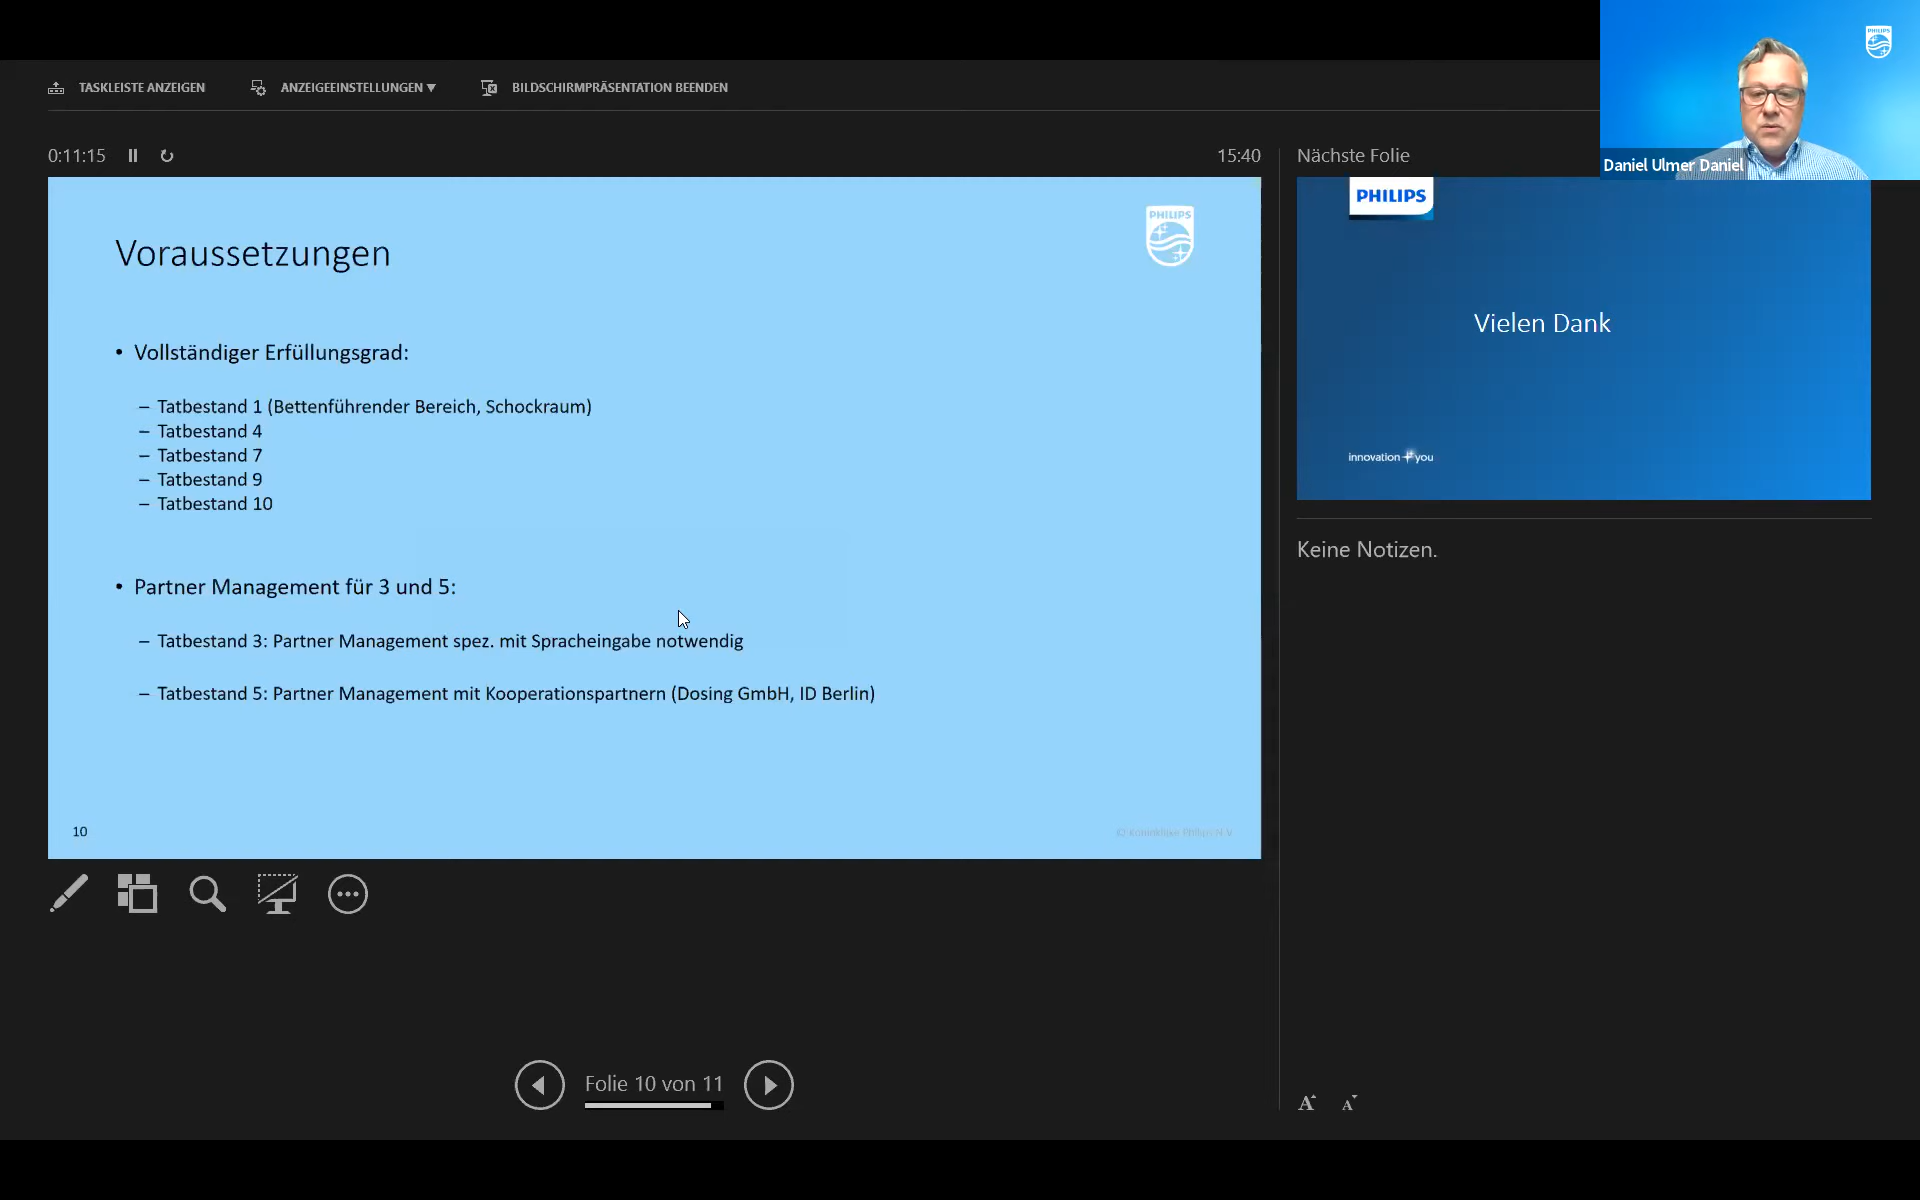 TASKLEISTE ANZEIGEN
ANZEIGEEINSTELLUNGEN
BILDSCHIRMPRÄSENTATION BEENDEN
PHILIPS
Daniel Ulmer Daniel
0:11:15
15:40
Nächste Folie
PHILIPS
Voraussetzungen
• Vollständiger Erfüllungsgrad:
– Tatbestand 1 (Bettenführender Bereich, Schockraum)
– Tatbestand 4
– Tatbestand 7
– Tatbestand 9
– Tatbestand 10
• Partner Management für 3 und 5:
– Tatbestand 3: Partner Management spez. mit Spracheingabe notwendig
– Tatbestand 5: Partner Management mit Kooperationspartnern (Dosing GmbH, ID Berlin)
10
© Koninklijke Philips N.V.
PHILIPS
Vielen Dank
innovation+you
Keine Notizen.
Folie 10 von 11
A A